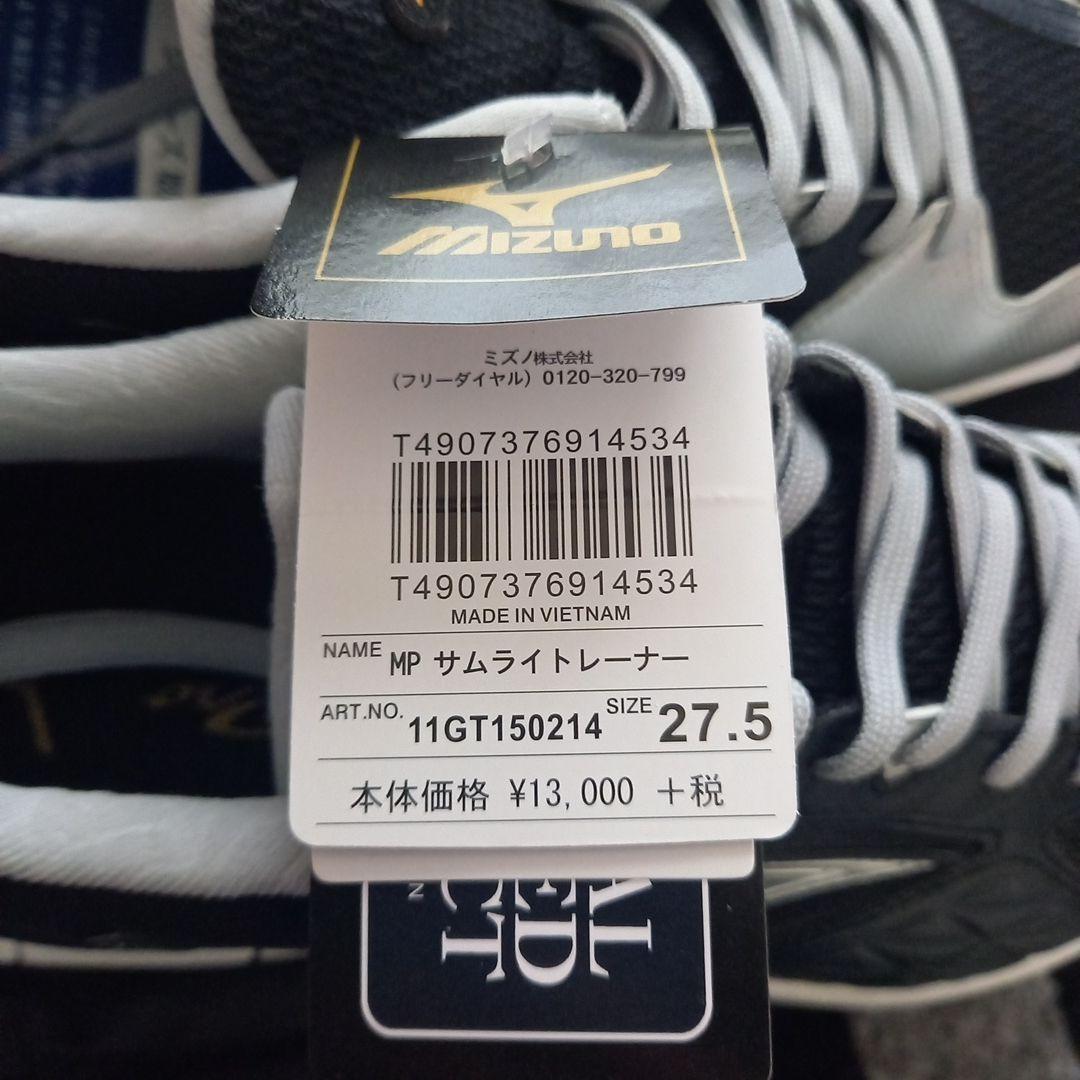 MIZUNO
ミズノ株式会社
(フリーダイヤル) 0120-320-799
T4907376914534
T4907376914534
MADE IN VIETNAM
NAME MP サムライトレーナー
ART.NO. 11GT150214 SIZE 27.5
本体価格 ¥13,000 +税